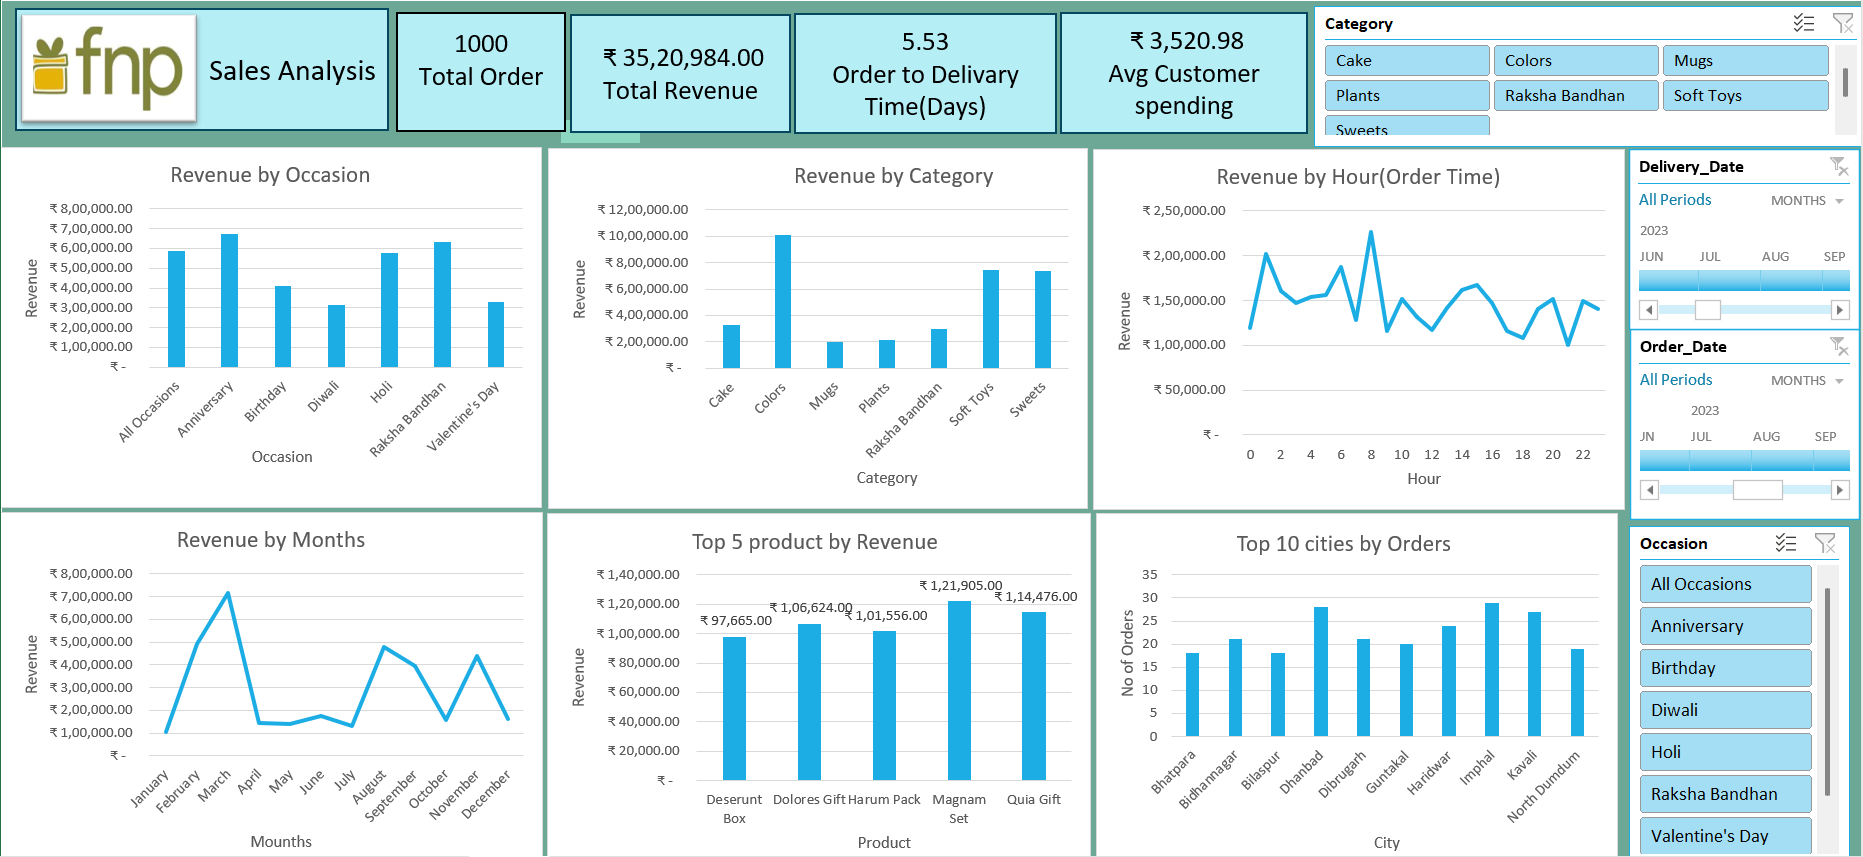 fnp
Sales Analysis
1000
Total Order
₹ 35,20,984.00
Total Revenue
5.53
Order to Delivary
Time(Days)
₹ 3,520.98
Avg Customer
spending
Category
Cake
Colors
Mugs
Plants
Raksha Bandhan
Soft Toys
Sweets
Revenue by Occasion
₹ 8,00,000.00
₹ 7,00,000.00
₹ 6,00,000.00
₹ 5,00,000.00
₹ 4,00,000.00
₹ 3,00,000.00
₹ 2,00,000.00
₹ 1,00,000.00
₹ -
Revenue
All Occasions
Anniversary
Birthday
Diwali
Holi
Raksha Bandhan
Valentine's Day
Occasion
Revenue by Category
₹ 12,00,000.00
₹ 10,00,000.00
₹ 8,00,000.00
₹ 6,00,000.00
₹ 4,00,000.00
₹ 2,00,000.00
₹ -
Revenue
Cake
Colors
Mugs
Plants
Raksha Bandhan
Soft Toys
Sweets
Category
Revenue by Hour(Order Time)
₹ 2,50,000.00
₹ 2,00,000.00
₹ 1,50,000.00
₹ 1,00,000.00
₹ 50,000.00
₹ -
Revenue
0 2 4 6 8 10 12 14 16 18 20 22
Hour
Delivery_Date
All Periods
MONTHS
2023
JUN JUL AUG SEP
Order_Date
All Periods
MONTHS
2023
JN JUL AUG SEP
Revenue by Months
₹ 8,00,000.00
₹ 7,00,000.00
₹ 6,00,000.00
₹ 5,00,000.00
₹ 4,00,000.00
₹ 3,00,000.00
₹ 2,00,000.00
₹ 1,00,000.00
₹ -
Revenue
January
February
March
April
May
June
July
August
September
October
November
December
Mounths
Top 5 product by Revenue
₹ 1,40,000.00
₹ 1,20,000.00
₹ 1,00,000.00
₹ 80,000.00
₹ 60,000.00
₹ 40,000.00
₹ 20,000.00
₹ -
Revenue
₹ 97,665.00
₹ 1,06,624.00
₹ 1,01,556.00
₹ 1,21,905.00
₹ 1,14,476.00
Deserunt
Box
Dolores Gift
Harum Pack
Magnam
Set
Quia Gift
Product
Top 10 cities by Orders
35
30
25
20
15
10
5
0
No of Orders
Bhatpara
Bidhannagar
Bilaspur
Dhanbad
Dibrugarh
Guntakal
Haridwar
Imphal
Kavali
North Dumdum
City
Occasion
All Occasions
Anniversary
Birthday
Diwali
Holi
Raksha Bandhan
Valentine's Day